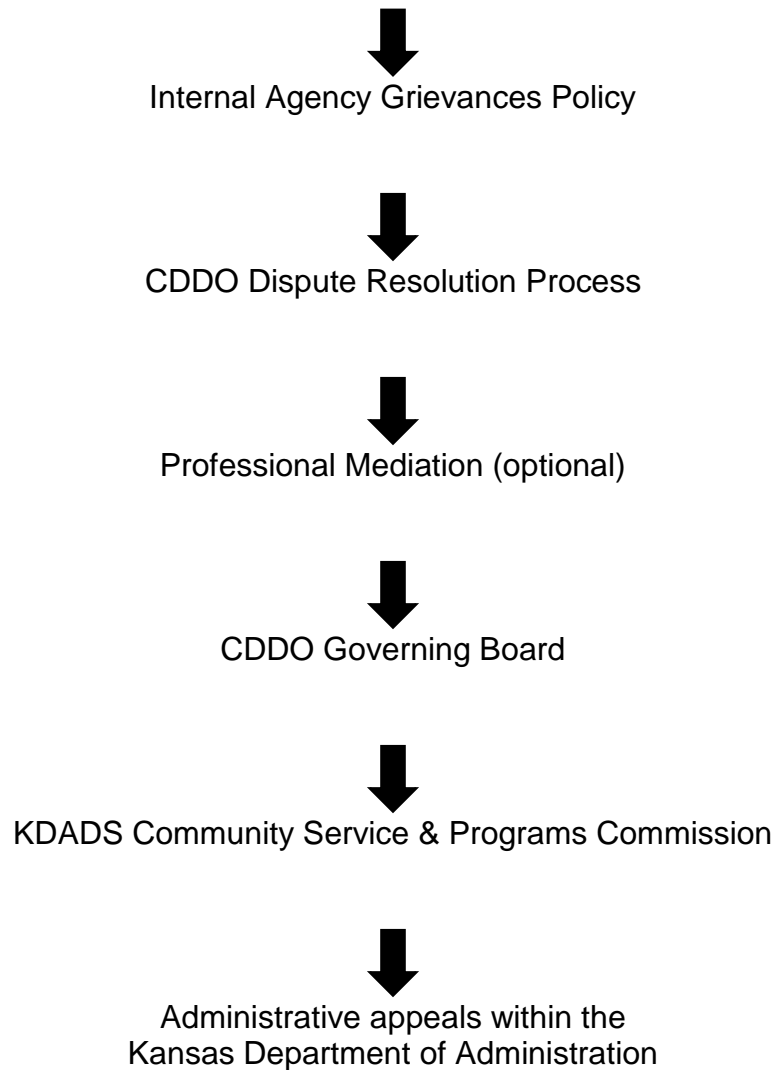 Internal Agency Grievances Policy
CDDO Dispute Resolution Process
Professional Mediation (optional)
CDDO Governing Board
KDADS Community Service & Programs Commission
Administrative appeals within the
Kansas Department of Administration